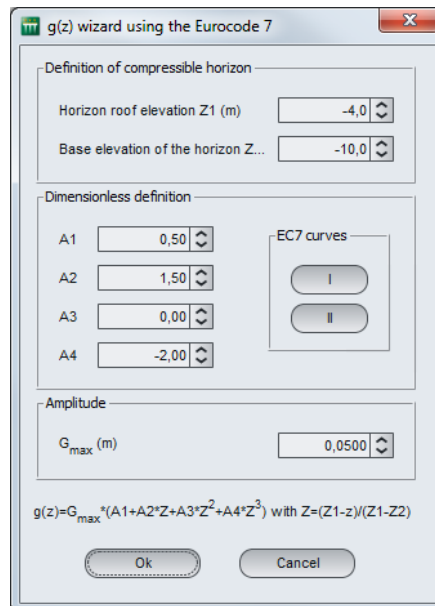 g(z) wizard using the Eurocode 7
Definition of compressible horizon
Horizon roof elevation Z1 (m) -4,0
Base elevation of the horizon Z... -10,0
Dimensionless definition
A1 0,50
A2 1,50
A3 0,00
A4 -2,00
EC7 curves
I
II
Amplitude
Gmax (m) 0,0500
g(z)=Gmax*(A1+A2*Z+A3*Z²+A4*Z³) with Z=(Z1-z)/(Z1-Z2)
Ok Cancel